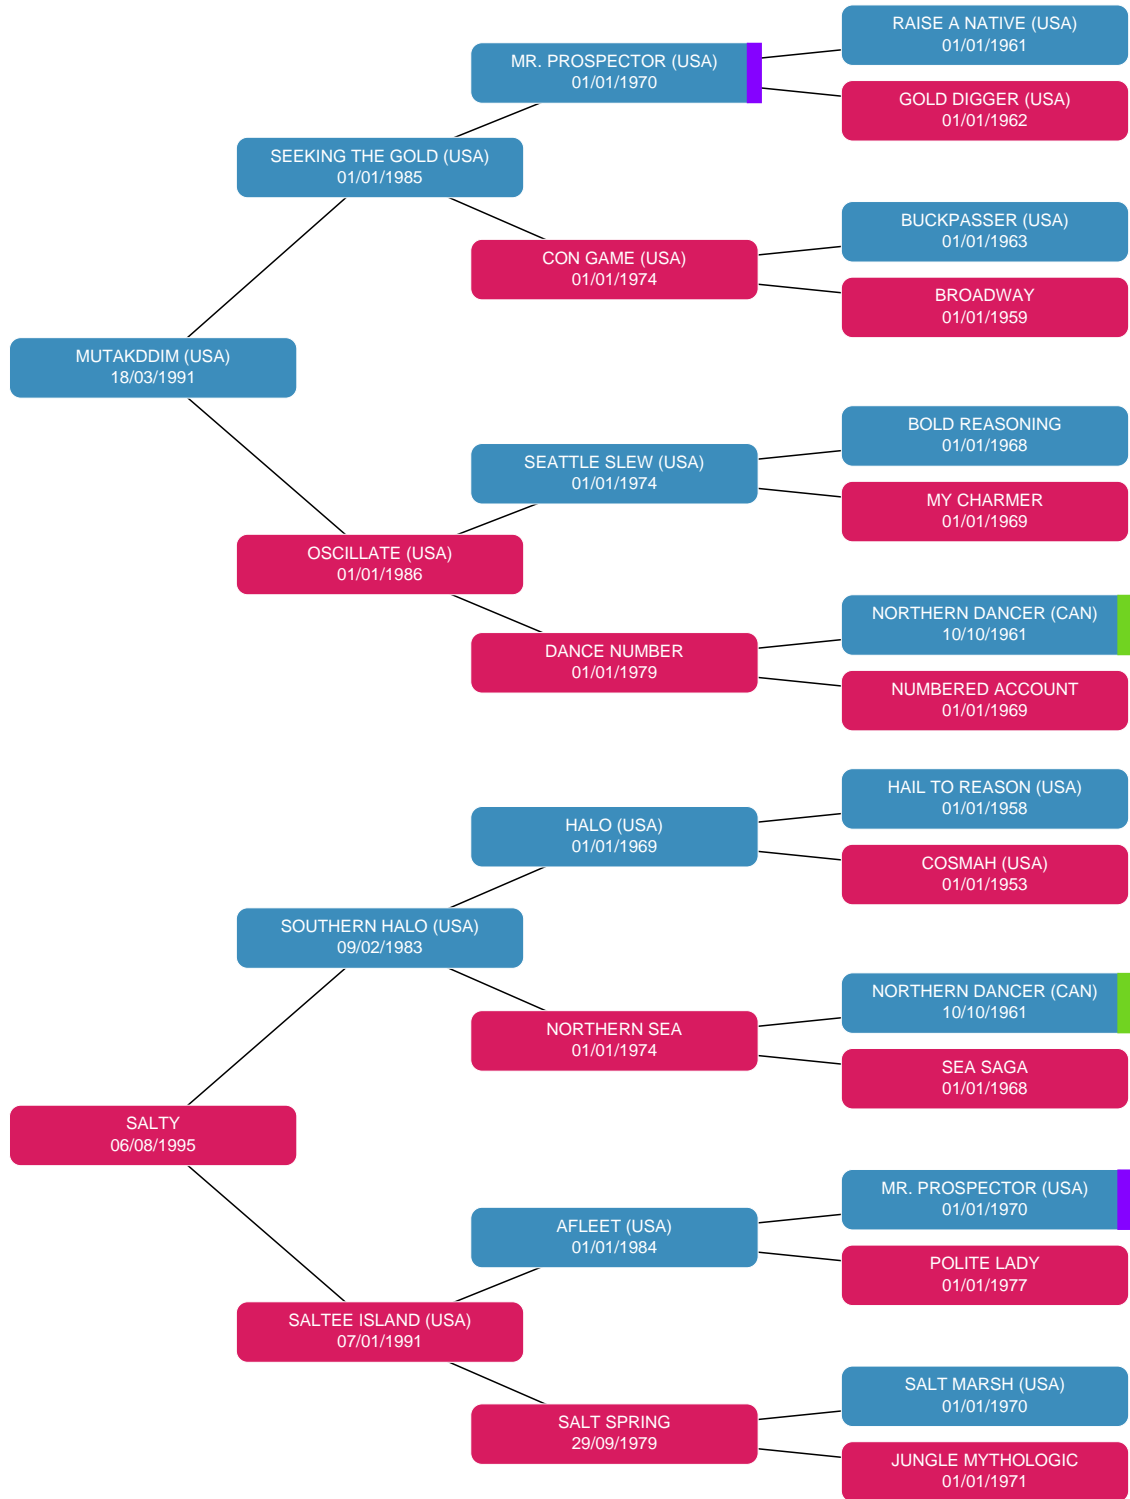 RAISE A NATIVE (USA)
01/01/1961
MR. PROSPECTOR (USA)
01/01/1970
GOLD DIGGER (USA)
01/01/1962
SEEKING THE GOLD (USA)
01/01/1985
BUCKPASSER (USA)
01/01/1963
CON GAME (USA)
01/01/1974
BROADWAY
01/01/1959
MUTAKDDIM (USA)
18/03/1991
BOLD REASONING
01/01/1968
SEATTLE SLEW (USA)
01/01/1974
MY CHARMER
01/01/1969
OSCILLATE (USA)
01/01/1986
NORTHERN DANCER (CAN)
10/10/1961
DANCE NUMBER
01/01/1979
NUMBERED ACCOUNT
01/01/1969
HAIL TO REASON (USA)
01/01/1958
HALO (USA)
01/01/1969
COSMAH (USA)
01/01/1953
SOUTHERN HALO (USA)
09/02/1983
NORTHERN DANCER (CAN)
10/10/1961
NORTHERN SEA
01/01/1974
SEA SAGA
01/01/1968
SALTY
06/08/1995
MR. PROSPECTOR (USA)
01/01/1970
AFLEET (USA)
01/01/1984
POLITE LADY
01/01/1977
SALTEE ISLAND (USA)
07/01/1991
SALT MARSH (USA)
01/01/1970
SALT SPRING
29/09/1979
JUNGLE MYTHOLOGIC
01/01/1971